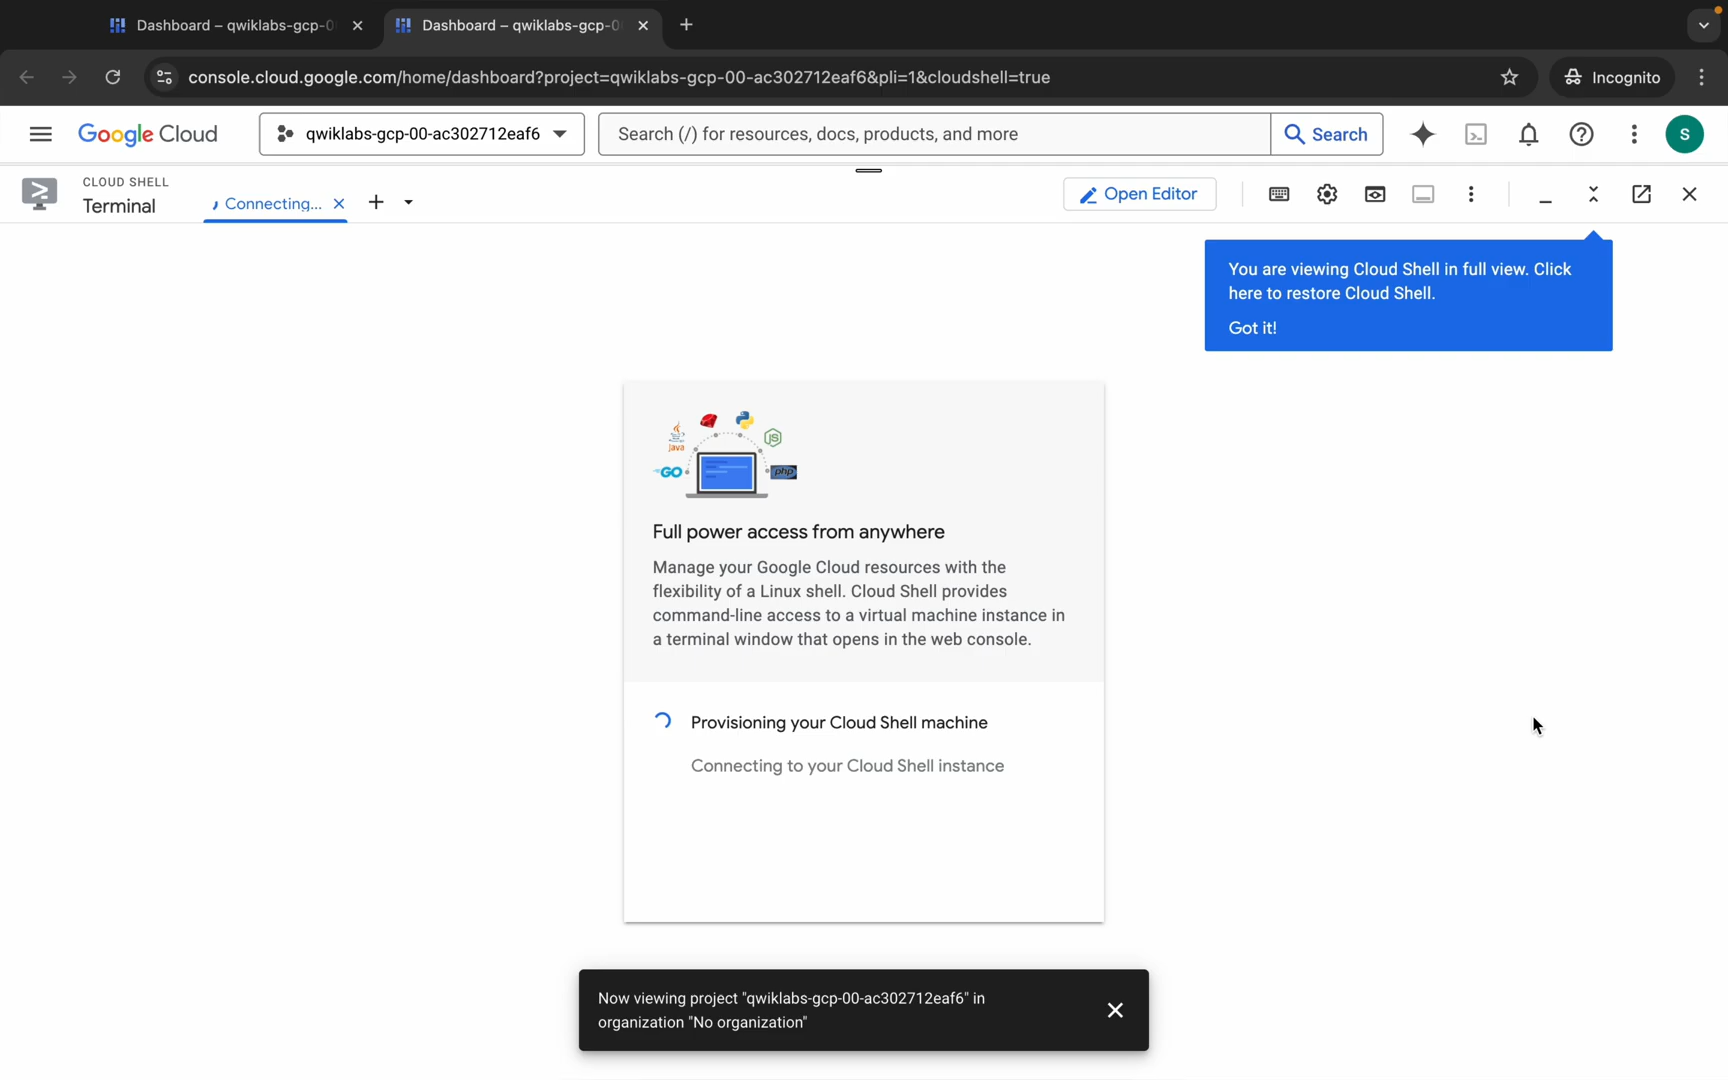 Dashboard – qwiklabs-gcp-0
Dashboard – qwiklabs-gcp-0
console.cloud.google.com/home/dashboard?project=qwiklabs-gcp-00-ac302712eaf6&pli=1&cloudshell=true
Incognito
Google Cloud
qwiklabs-gcp-00-ac302712eaf6
Search (/) for resources, docs, products, and more
Search
S
CLOUD SHELL
Terminal
Connecting...
Open Editor
You are viewing Cloud Shell in full view. Click
here to restore Cloud Shell.
Got it!
Java
JS
GO
php
Full power access from anywhere
Manage your Google Cloud resources with the
flexibility of a Linux shell. Cloud Shell provides
command-line access to a virtual machine instance in
a terminal window that opens in the web console.
Provisioning your Cloud Shell machine
Connecting to your Cloud Shell instance
Now viewing project "qwiklabs-gcp-00-ac302712eaf6" in
organization "No organization"